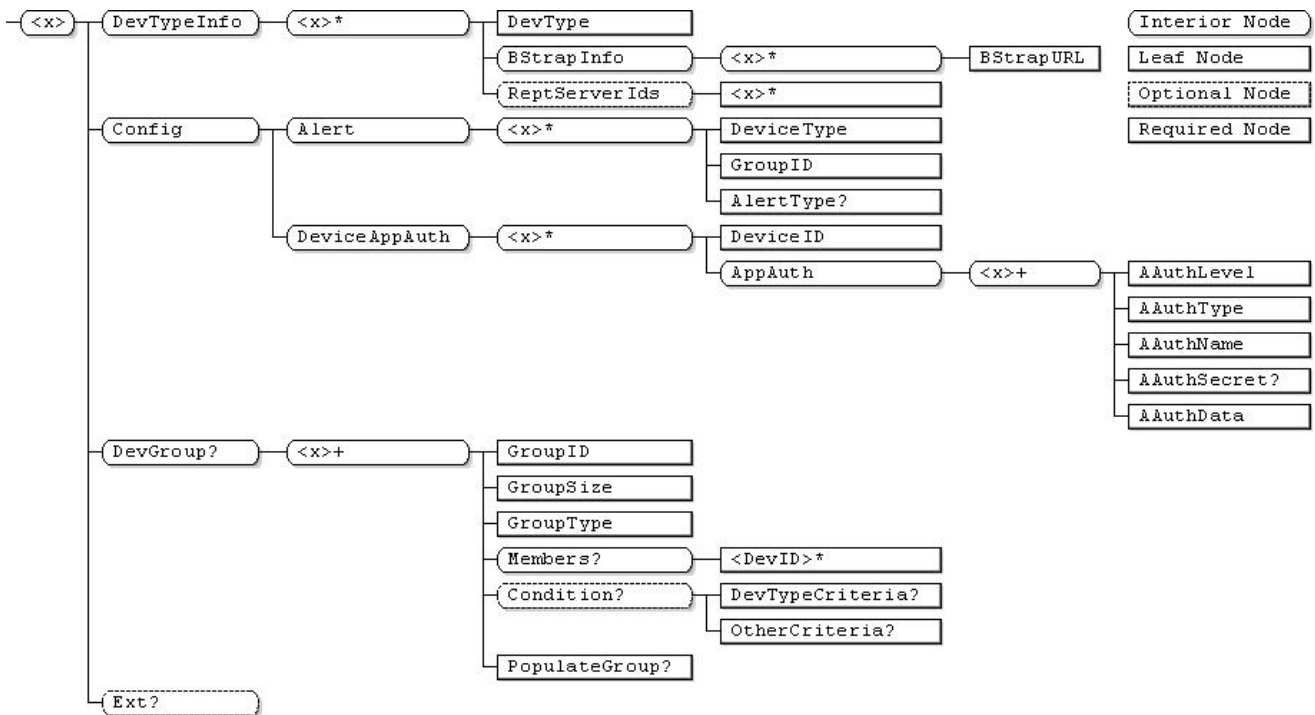 <x> DevTypeInfo <x>* DevType Interior Node
BStrapInfo <x>* BStrapURL Leaf Node
ReptServerIds <x>* Optional Node
Config Alert <x>* DeviceType Required Node
GroupID
AlertType?
DeviceAppAuth <x>* DeviceID
AppAuth <x>+ AAuthLevel
AAuthType
AAuthName
AAuthSecret?
AAuthData
DevGroup? <x>+ GroupID
GroupSize
GroupType
Members? <DevID>*
Condition? DevTypeCriteria?
OtherCriteria?
PopulateGroup?
Ext?